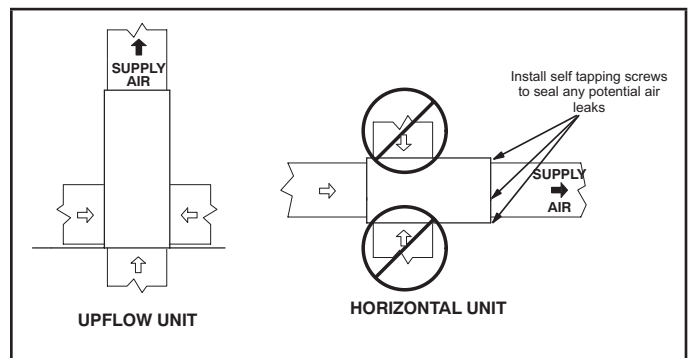 SUPPLY
AIR
UPFLOW UNIT
Install self tapping screws
to seal any potential air
leaks
SUPPLY
AIR
HORIZONTAL UNIT